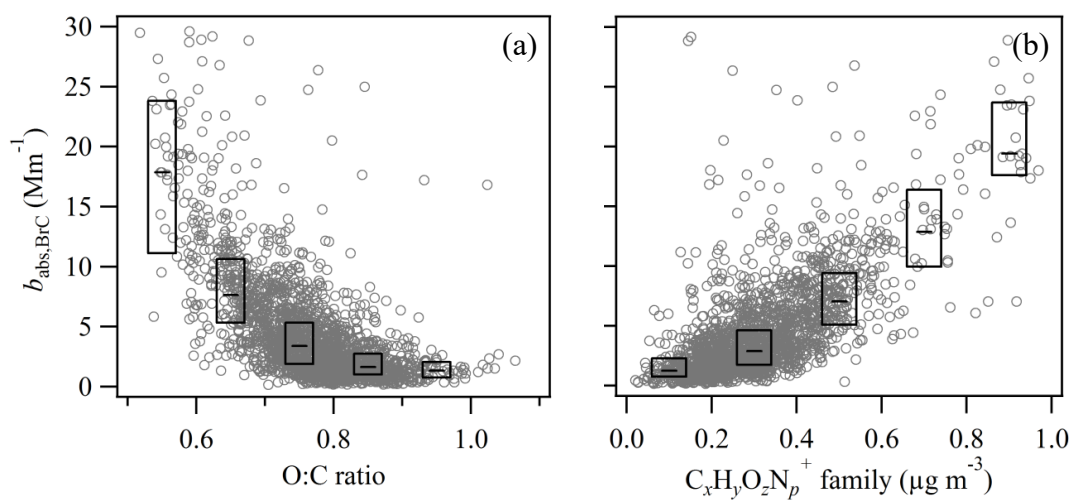 30
25
20
15
10
5
0
b_abs,BrC (Mm⁻¹)
(a)
0.6 0.8 1.0
O:C ratio
(b)
0.0 0.2 0.4 0.6 0.8 1.0
CₓHᵧO_zNₚ⁺ family (µg m⁻³)